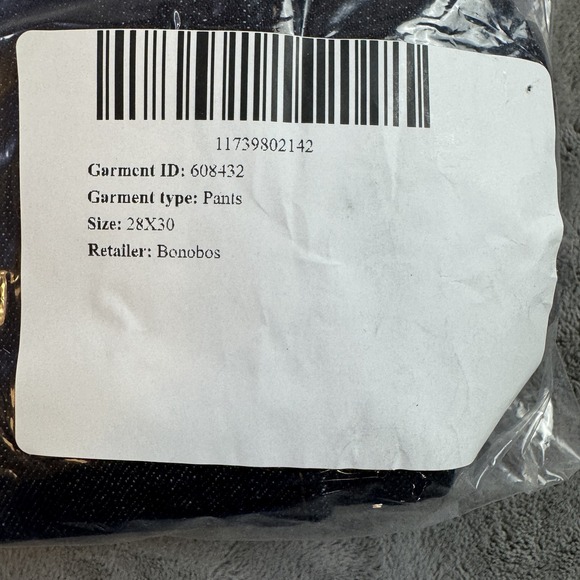 11739802142
Garment ID: 608432
Garment type: Pants
Size: 28X30
Retailer: Bonobos